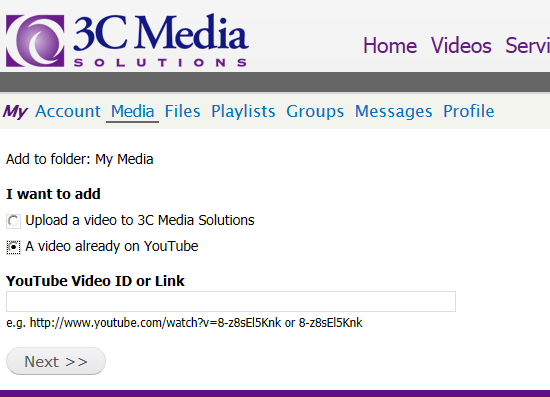 3C Media
SOLUTIONS
Home Videos Servi
My Account Media Files Playlists Groups Messages Profile
Add to folder: My Media
I want to add
Upload a video to 3C Media Solutions
A video already on YouTube
YouTube Video ID or Link
e.g. http://www.youtube.com/watch?v=8-z8sEl5Knk or 8-z8sEl5Knk
Next >>